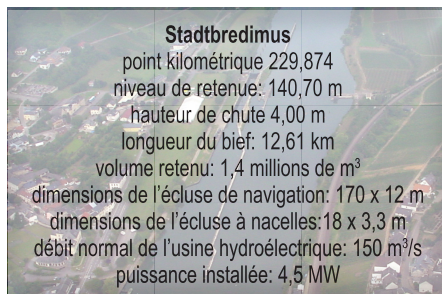 Stadtbredimus
point kilométrique 229,874
niveau de retenue: 140,70 m
hauteur de chute 4,00 m
longueur du bief: 12,61 km
volume retenu: 1,4 millions de m³
dimensions de l'écluse de navigation: 170 x 12 m
dimensions de l'écluse à nacelles:18 x 3,3 m
débit normal de l'usine hydroélectrique: 150 m³/s
puissance installée: 4,5 MW